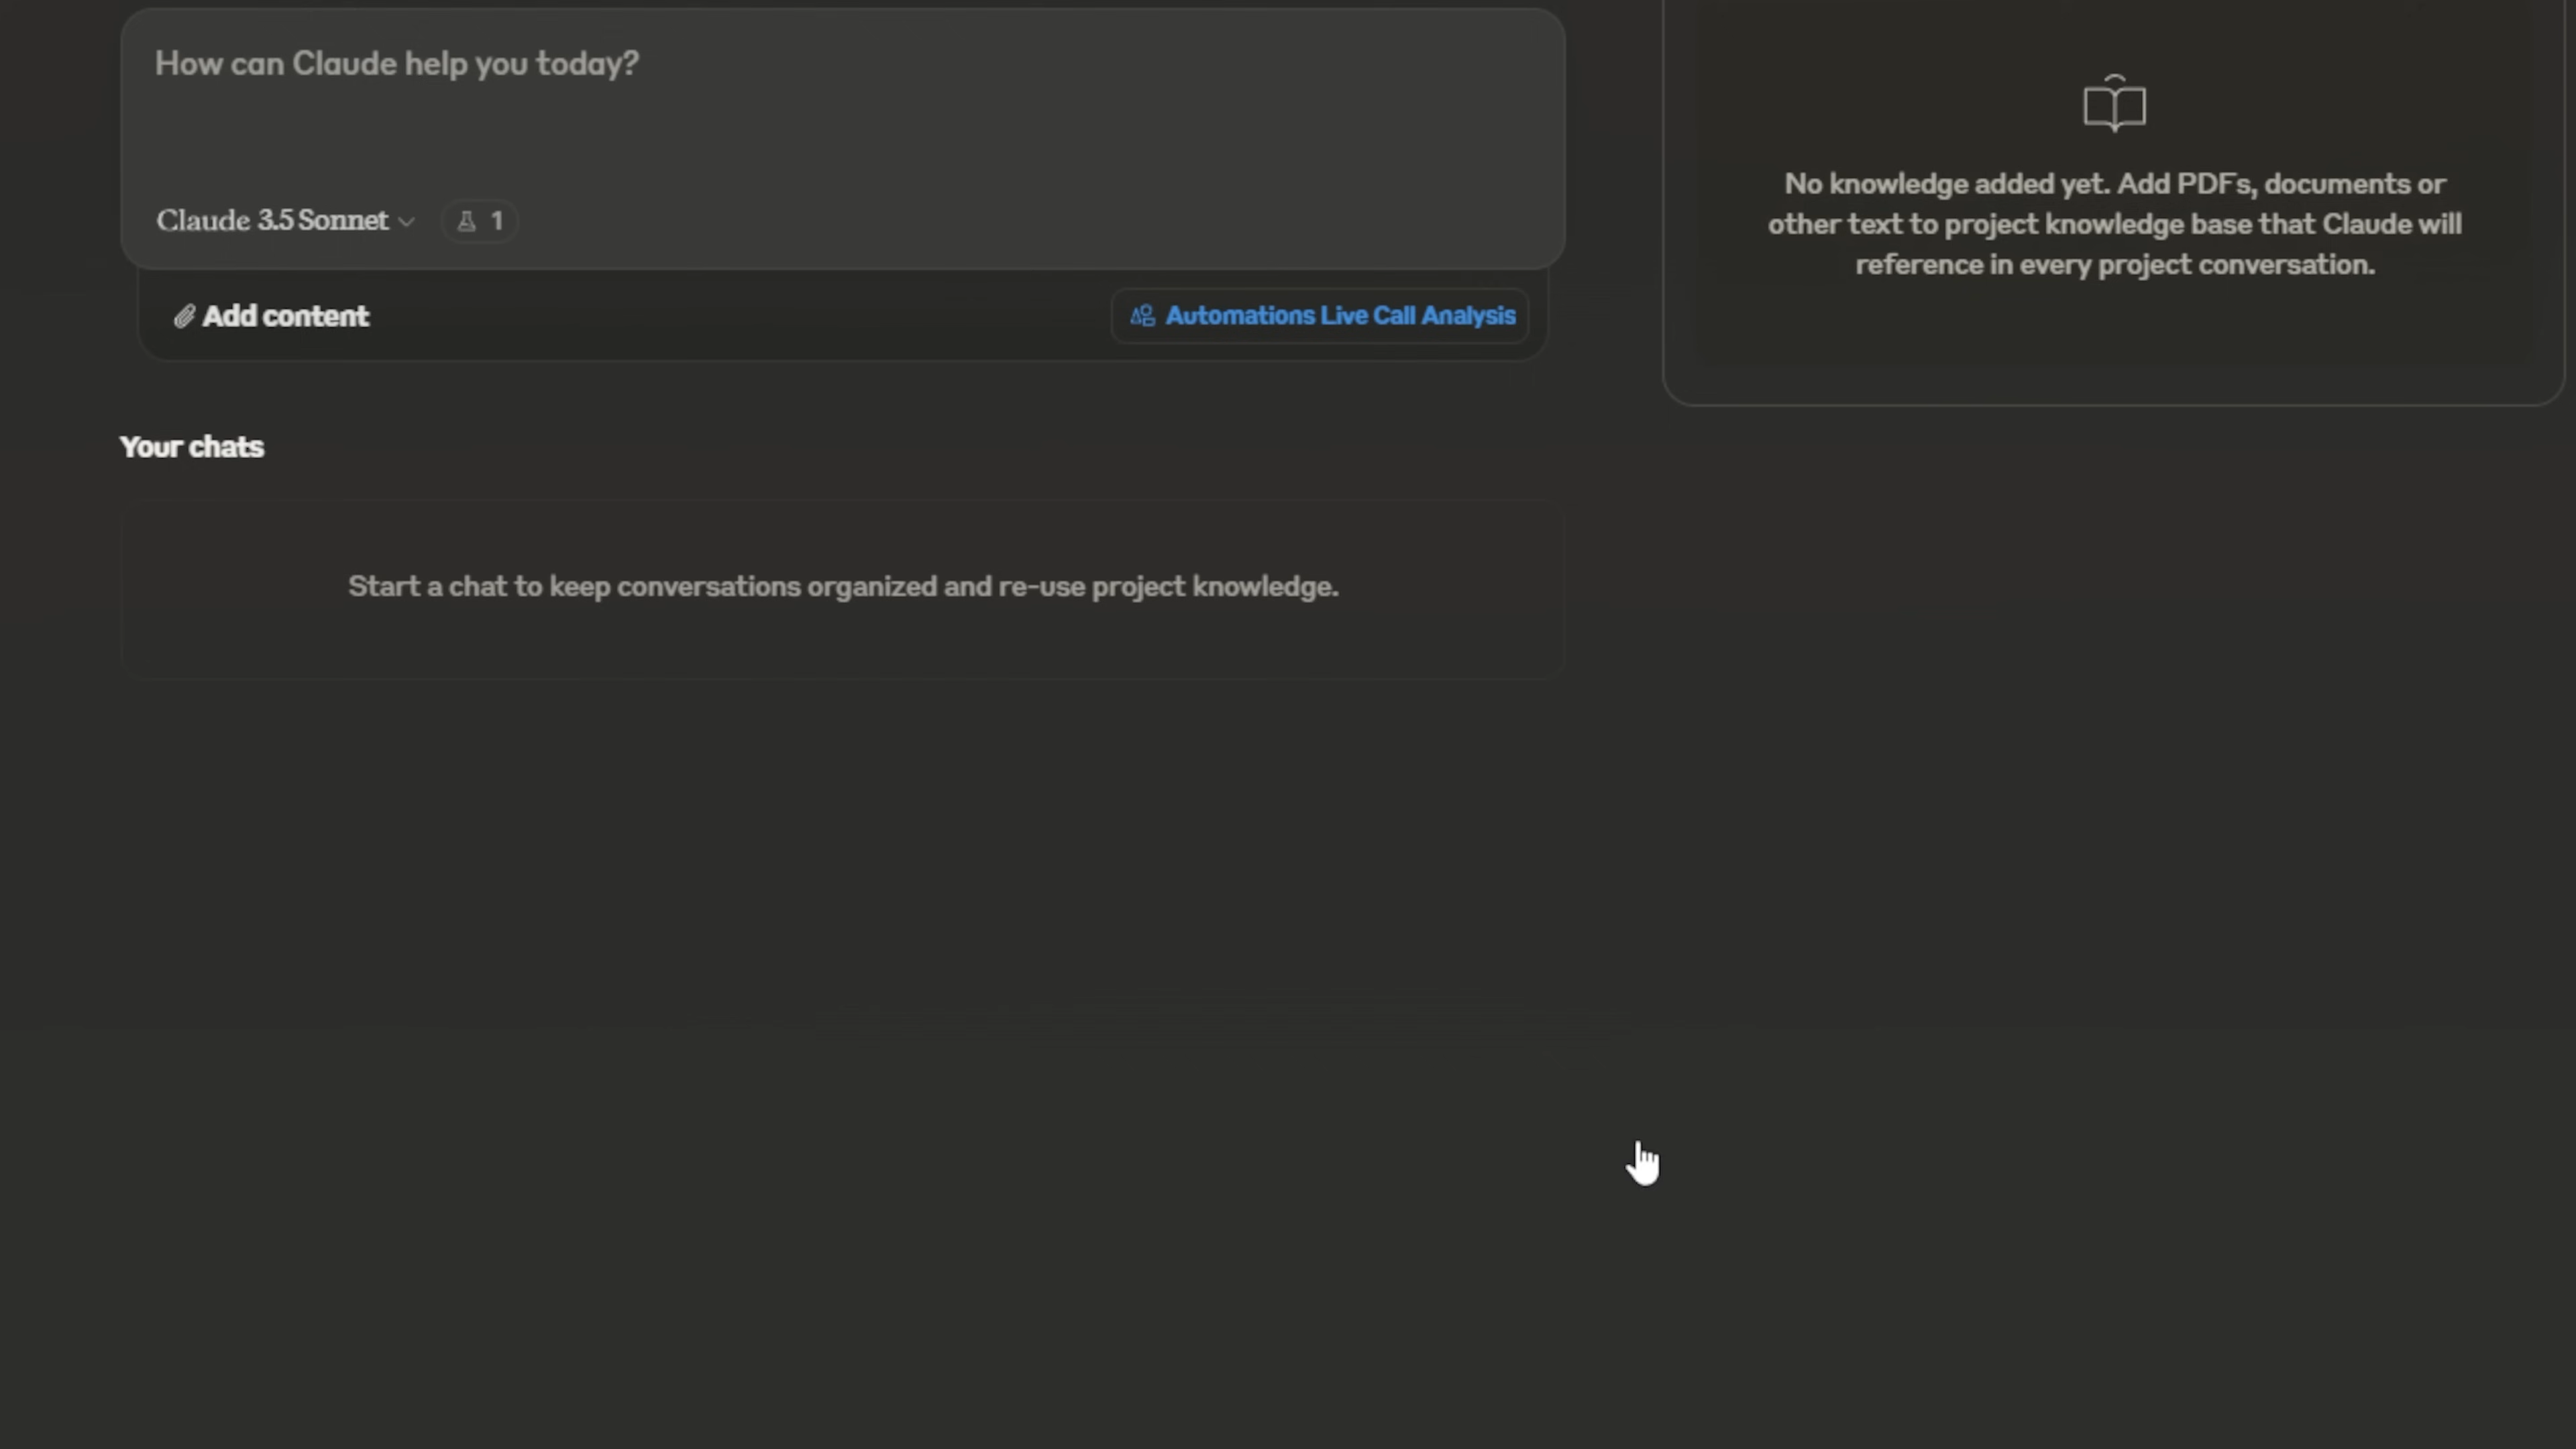 How can Claude help you today?
Claude 3.5 Sonnet
1
Add content
Automations Live Call Analysis
No knowledge added yet. Add PDFs, documents or
other text to project knowledge base that Claude will
reference in every project conversation.
Your chats
Start a chat to keep conversations organized and re-use project knowledge.